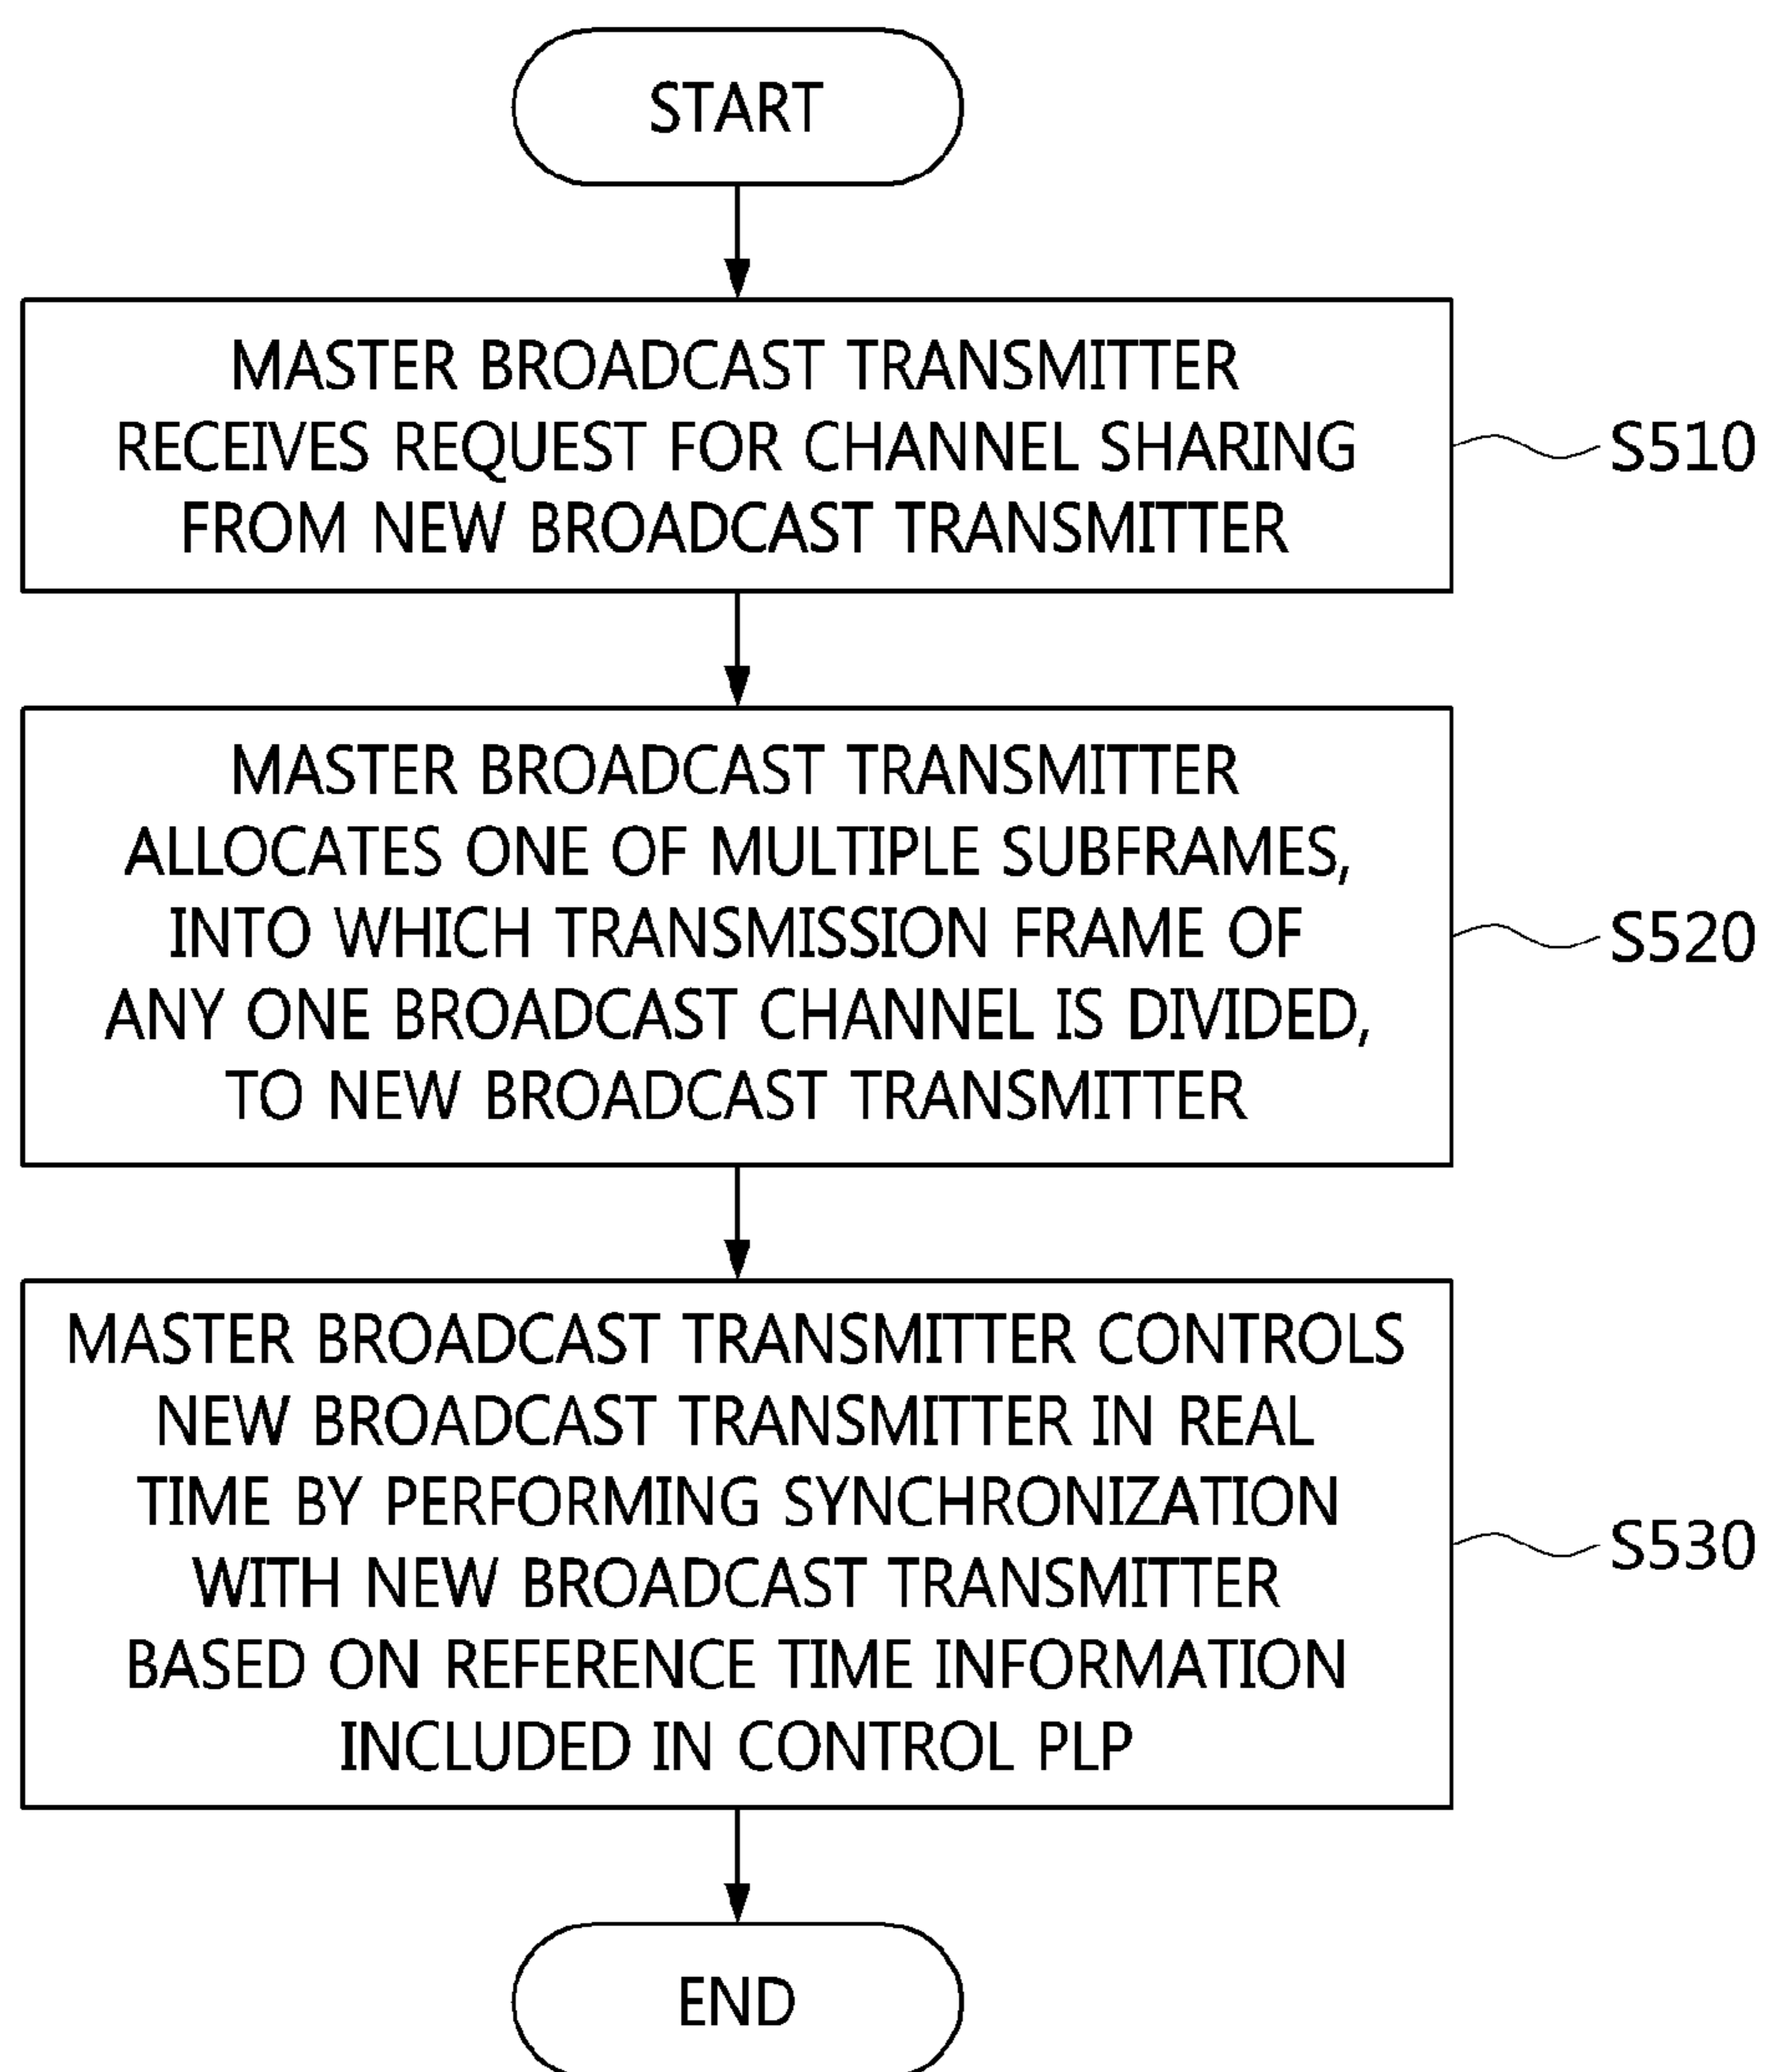 START
MASTER BROADCAST TRANSMITTER
RECEIVES REQUEST FOR CHANNEL SHARING
FROM NEW BROADCAST TRANSMITTER
S510
MASTER BROADCAST TRANSMITTER
ALLOCATES ONE OF MULTIPLE SUBFRAMES,
INTO WHICH TRANSMISSION FRAME OF
ANY ONE BROADCAST CHANNEL IS DIVIDED,
TO NEW BROADCAST TRANSMITTER
S520
MASTER BROADCAST TRANSMITTER CONTROLS
NEW BROADCAST TRANSMITTER IN REAL
TIME BY PERFORMING SYNCHRONIZATION
WITH NEW BROADCAST TRANSMITTER
BASED ON REFERENCE TIME INFORMATION
INCLUDED IN CONTROL PLP
S530
END